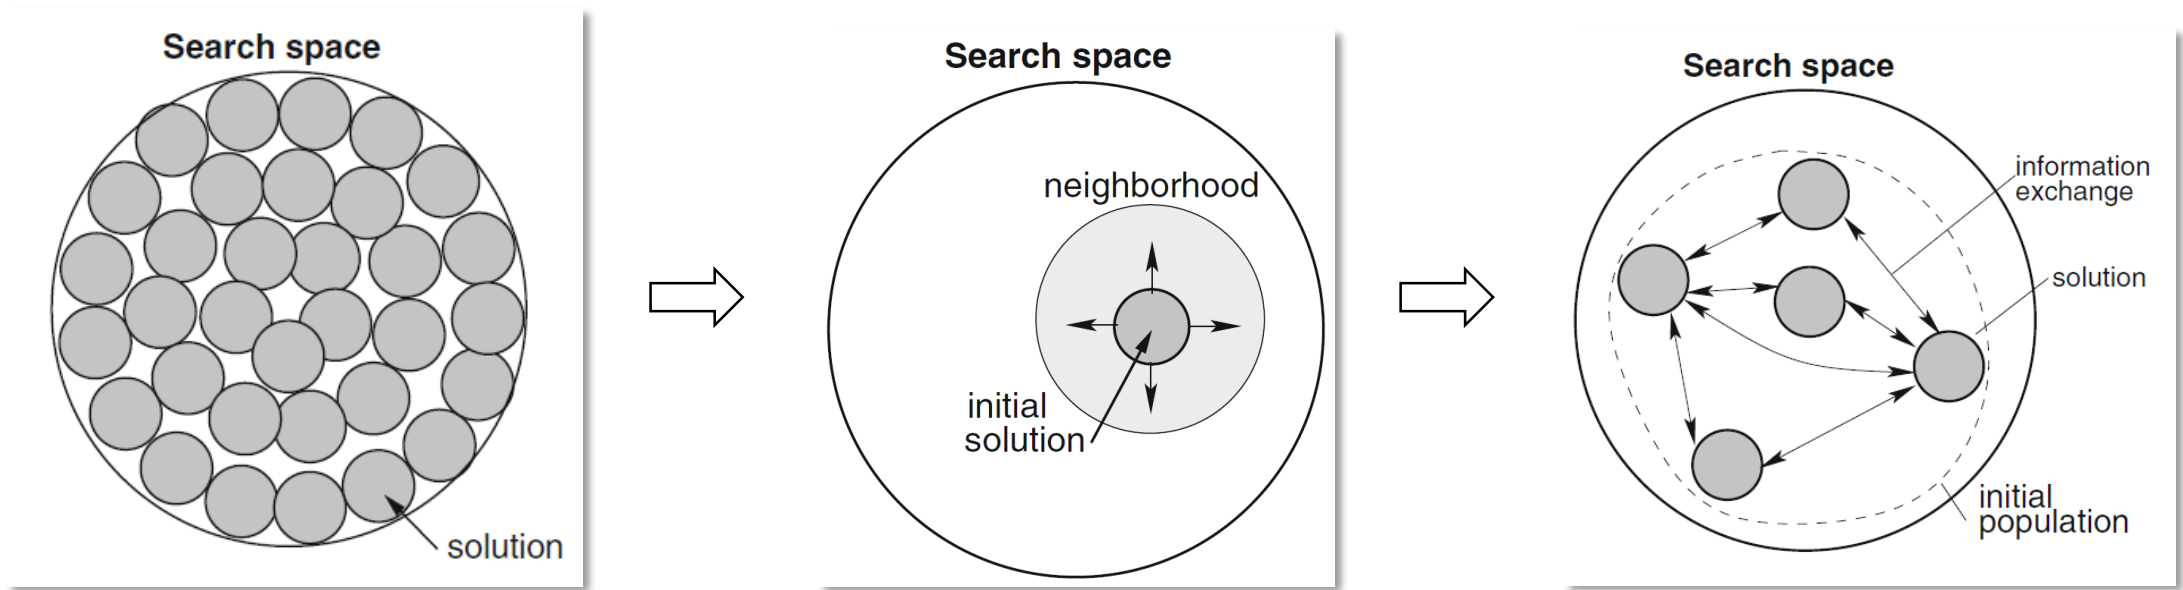 Search space
solution
Search space
neighborhood
initial
solution
Search space
information
exchange
solution
initial
population